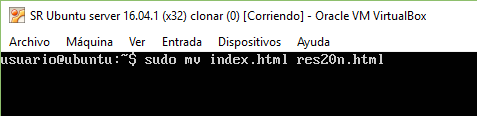 SR Ubuntu server 16.04.1 (x32) clonar (0) [Corriendo] - Oracle VM VirtualBox
Archivo Máquina Ver Entrada Dispositivos Ayuda
usuario@ubuntu:~$ sudo mv index.html res20n.html